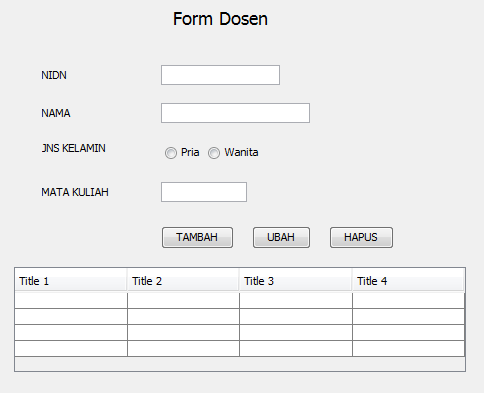 Form Dosen
NIDN
NAMA
JNS KELAMIN
Pria Wanita
MATA KULIAH
TAMBAH UBAH HAPUS
Title 1 Title 2 Title 3 Title 4